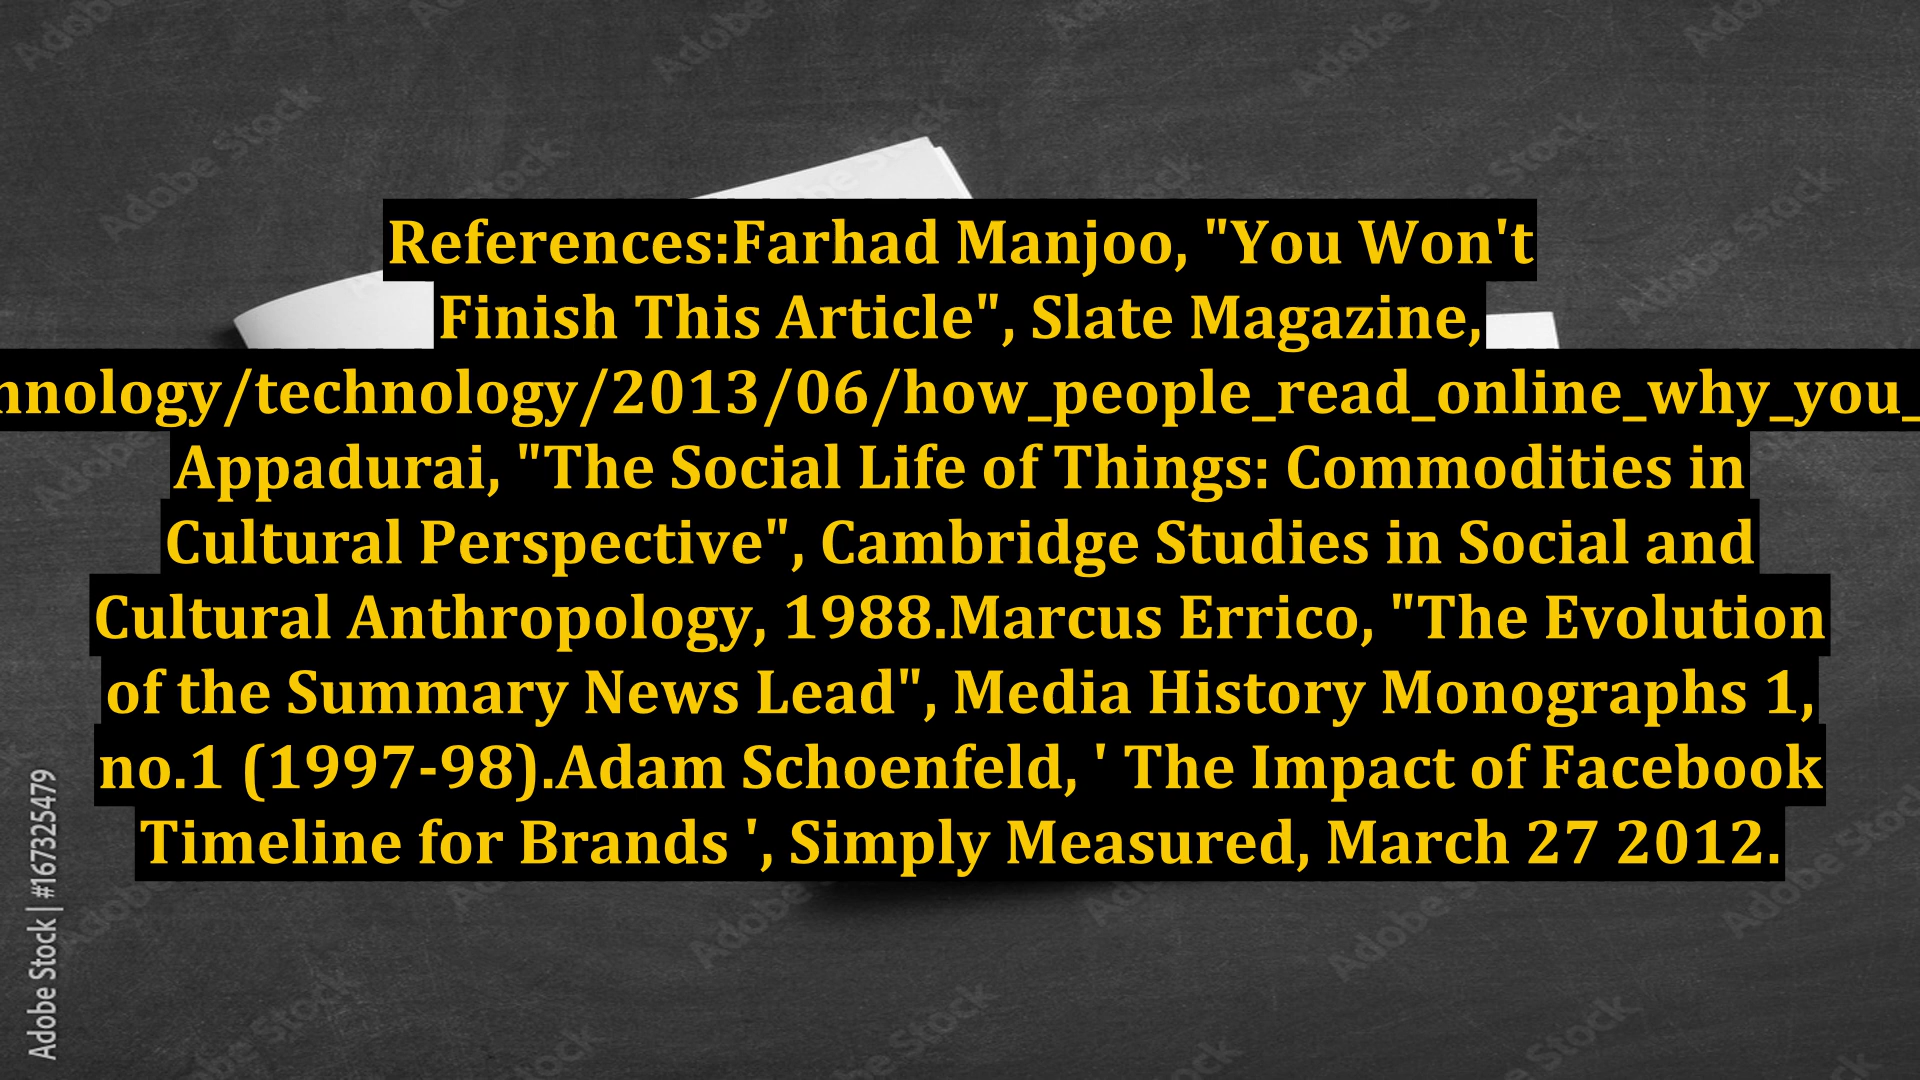 References:Farhad Manjoo, "You Won't
Finish This Article", Slate Magazine,
hnology/technology/2013/06/how_people_read_online_why_you_
Appadurai, "The Social Life of Things: Commodities in
Cultural Perspective", Cambridge Studies in Social and
Cultural Anthropology, 1988.Marcus Errico, "The Evolution
of the Summary News Lead", Media History Monographs 1,
no.1 (1997-98).Adam Schoenfeld, ' The Impact of Facebook
Timeline for Brands ', Simply Measured, March 27 2012.
Adobe Stock | #167325479